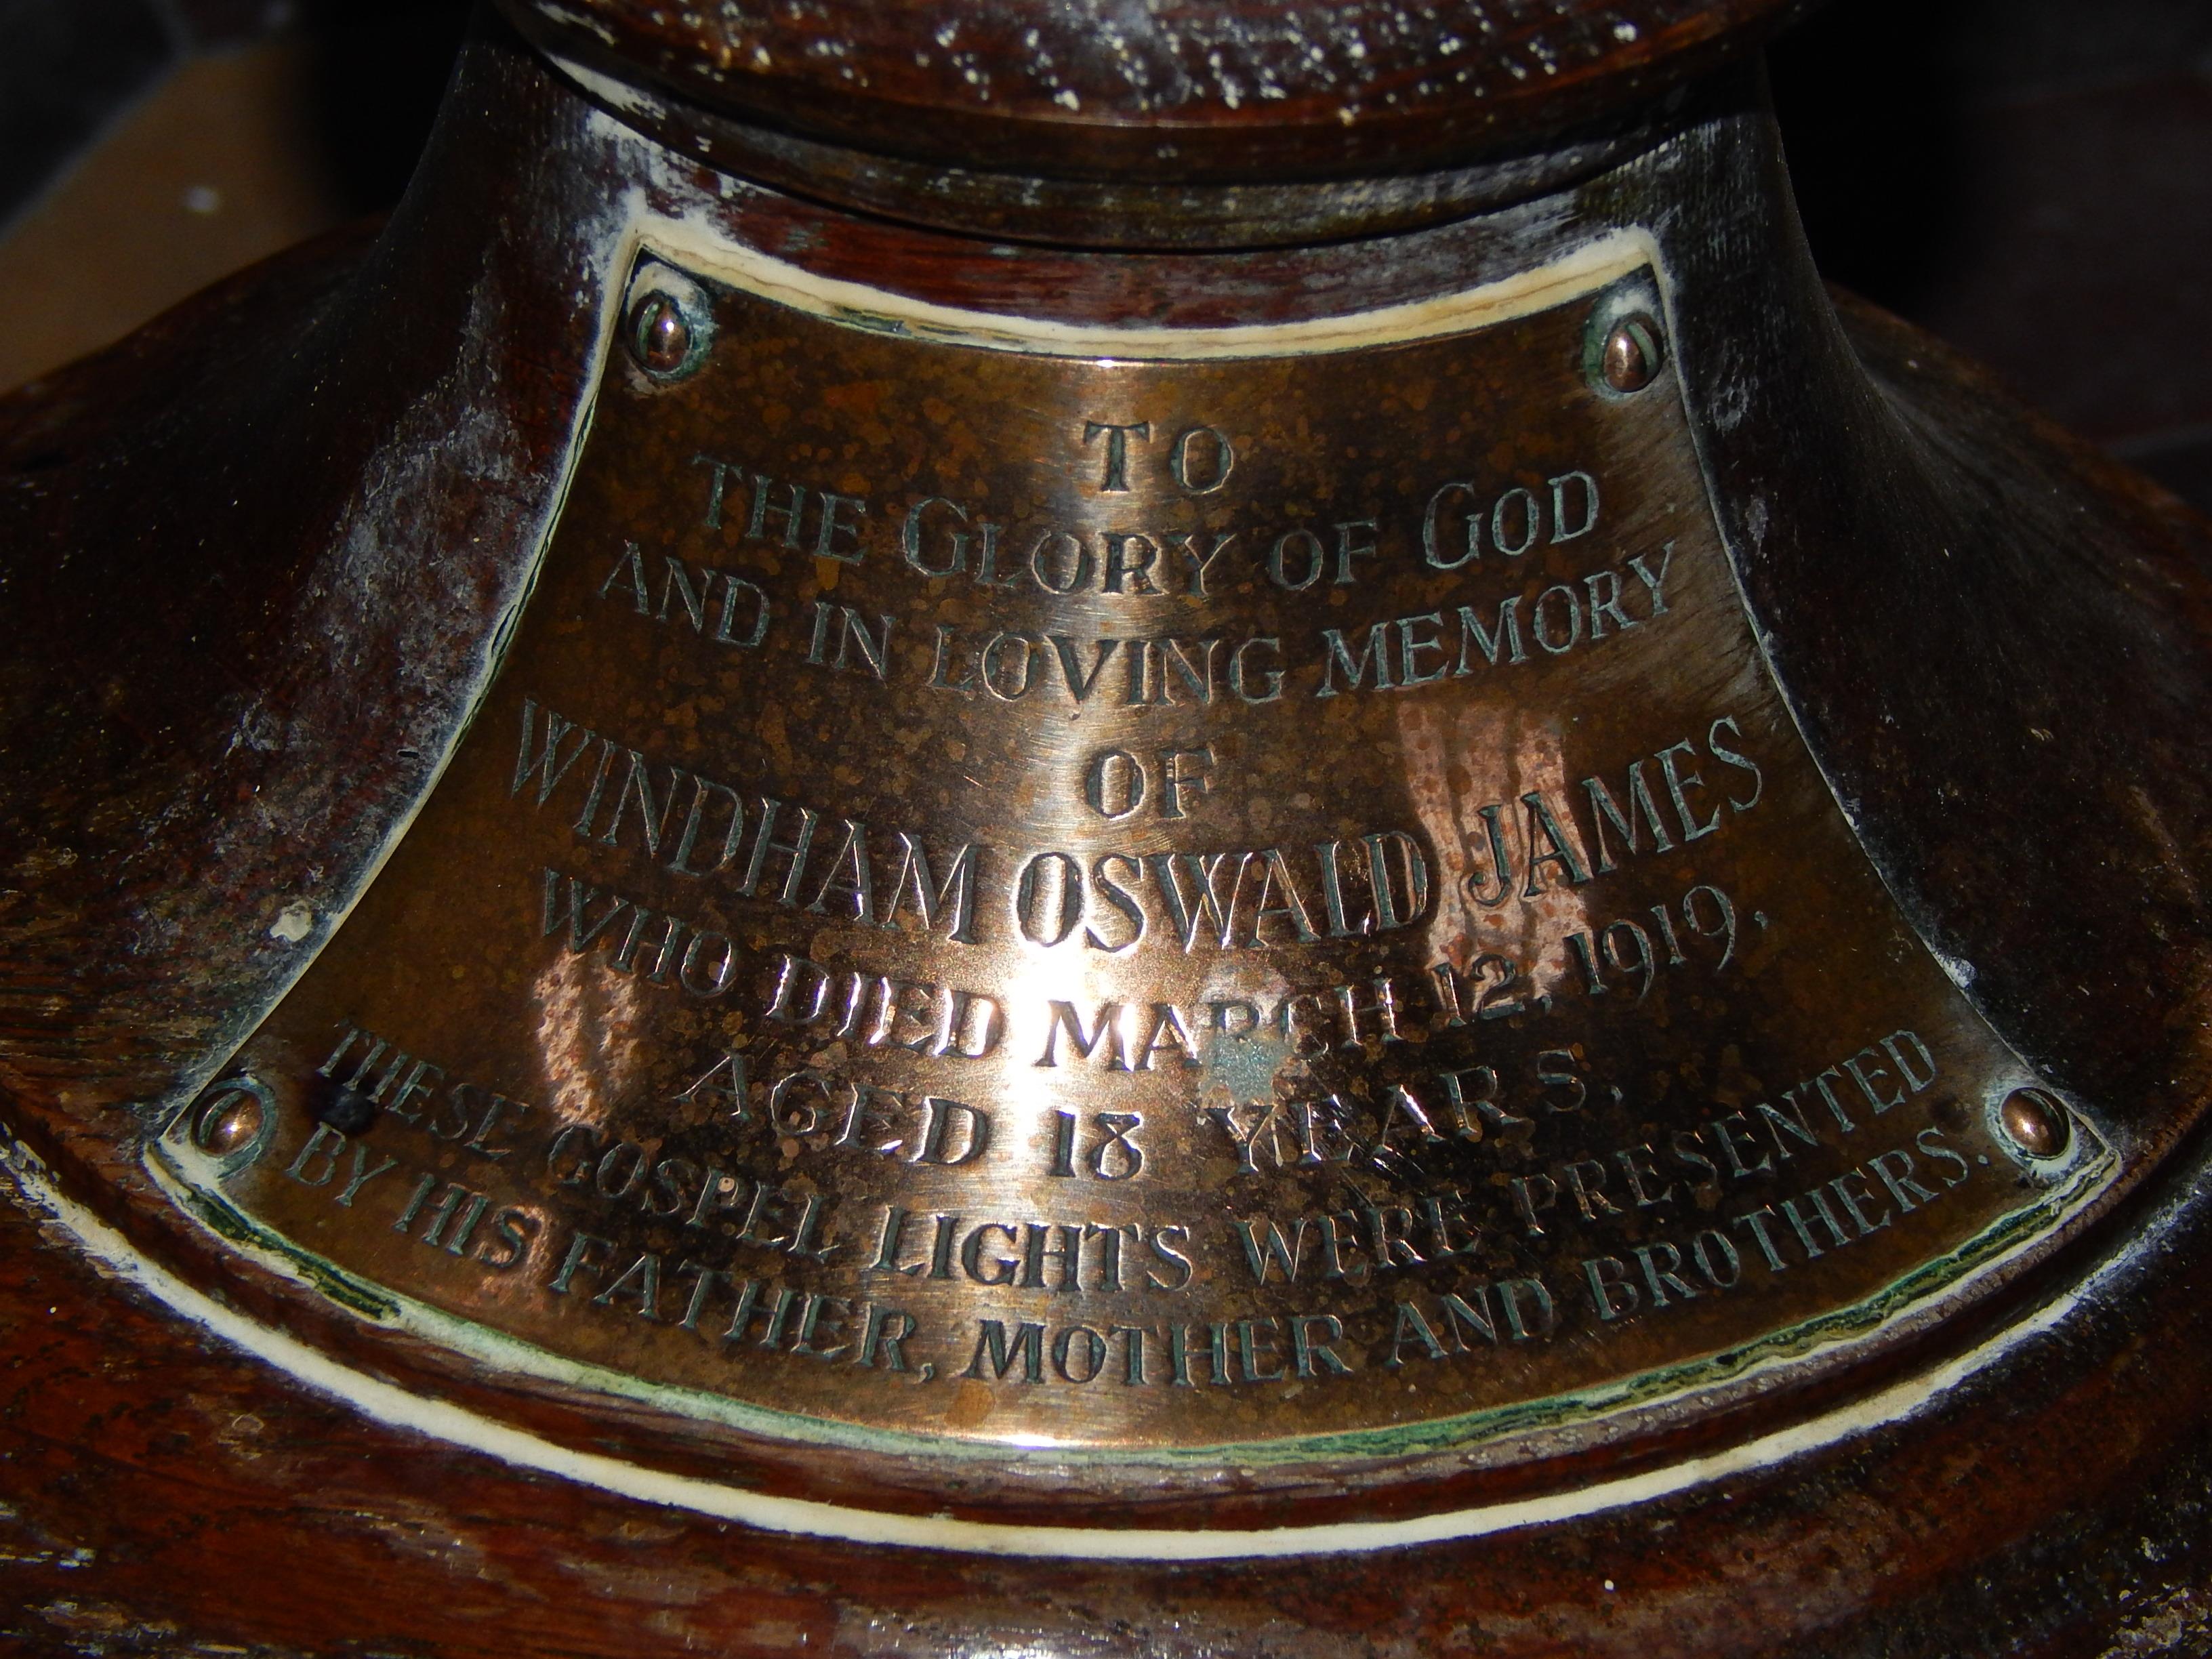 TO
THE GLORY OF GOD
AND IN LOVING MEMORY
OF
WINDHAM OSWALD JAMES
WHO DIED MARCH 12, 1919,
AGED 18 YEARS.
THESE GOSPEL LIGHTS WERE PRESENTED
BY HIS FATHER, MOTHER AND BROTHERS.